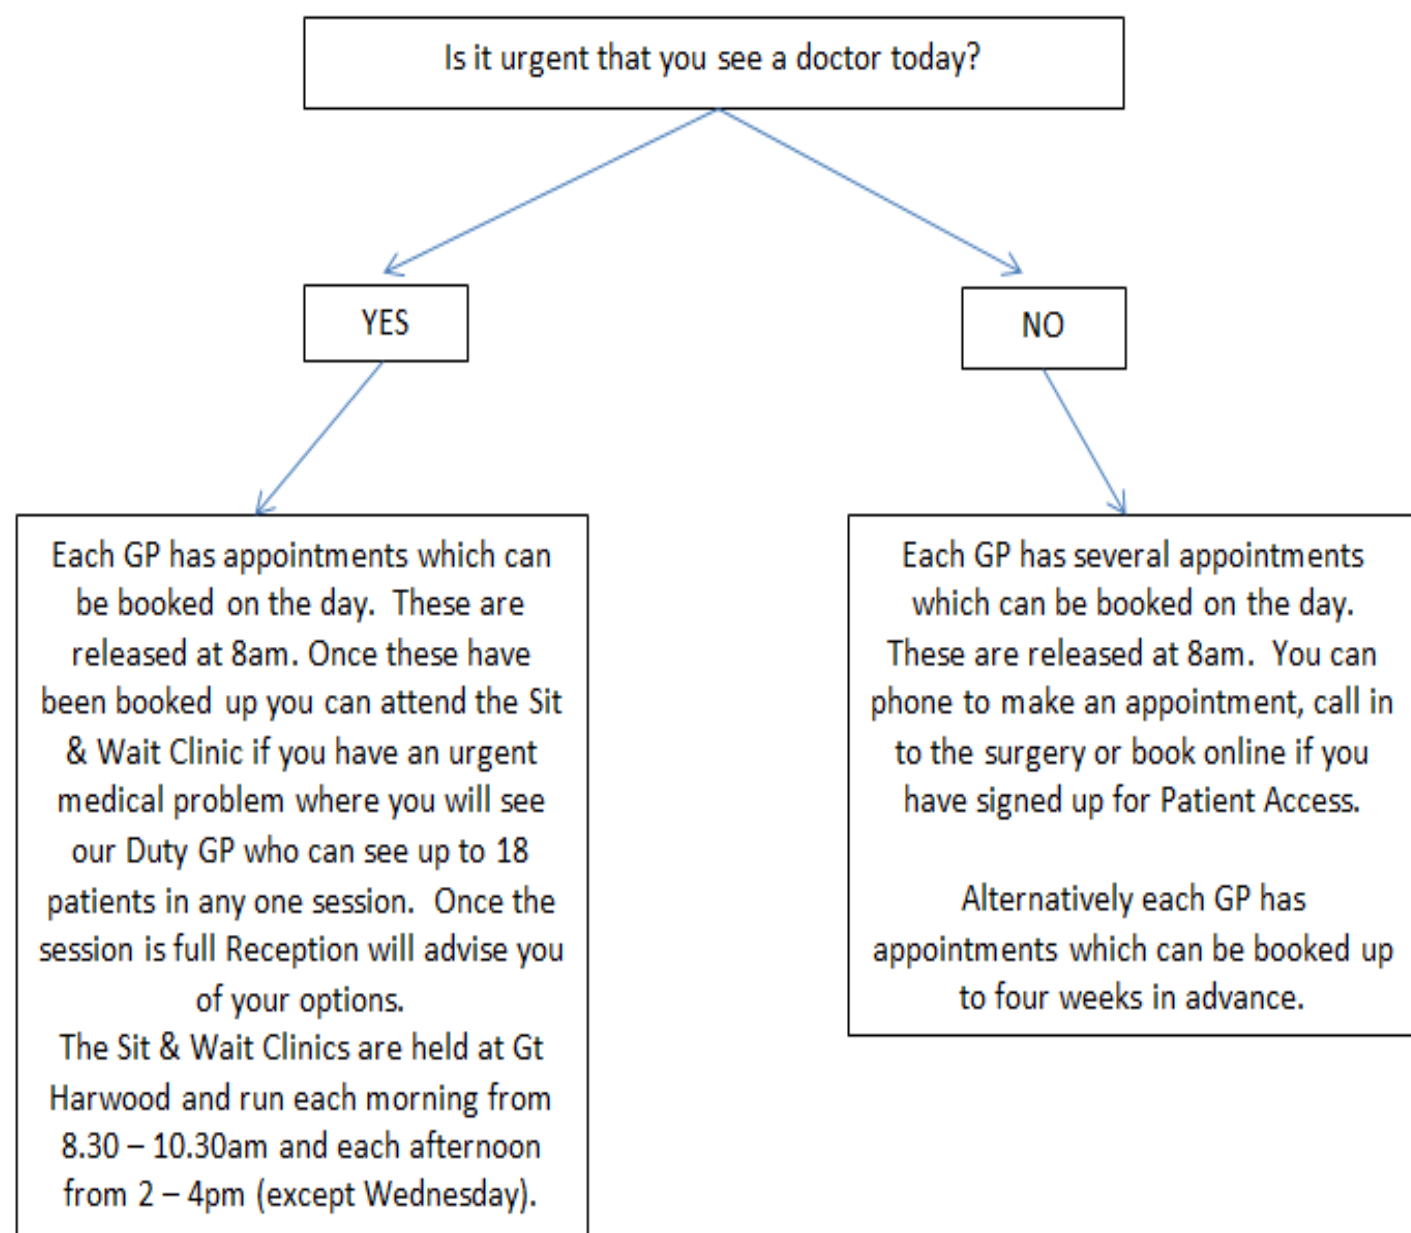 Is it urgent that you see a doctor today?
YES
NO
Each GP has appointments which can
be booked on the day.  These are
released at 8am. Once these have
been booked up you can attend the Sit
& Wait Clinic if you have an urgent
medical problem where you will see
our Duty GP who can see up to 18
patients in any one session.  Once the
session is full Reception will advise you
of your options.
The Sit & Wait Clinics are held at Gt
Harwood and run each morning from
8.30 – 10.30am and each afternoon
from 2 – 4pm (except Wednesday).
Each GP has several appointments
which can be booked on the day.
These are released at 8am.  You can
phone to make an appointment, call in
to the surgery or book online if you
have signed up for Patient Access.
Alternatively each GP has
appointments which can be booked up
to four weeks in advance.